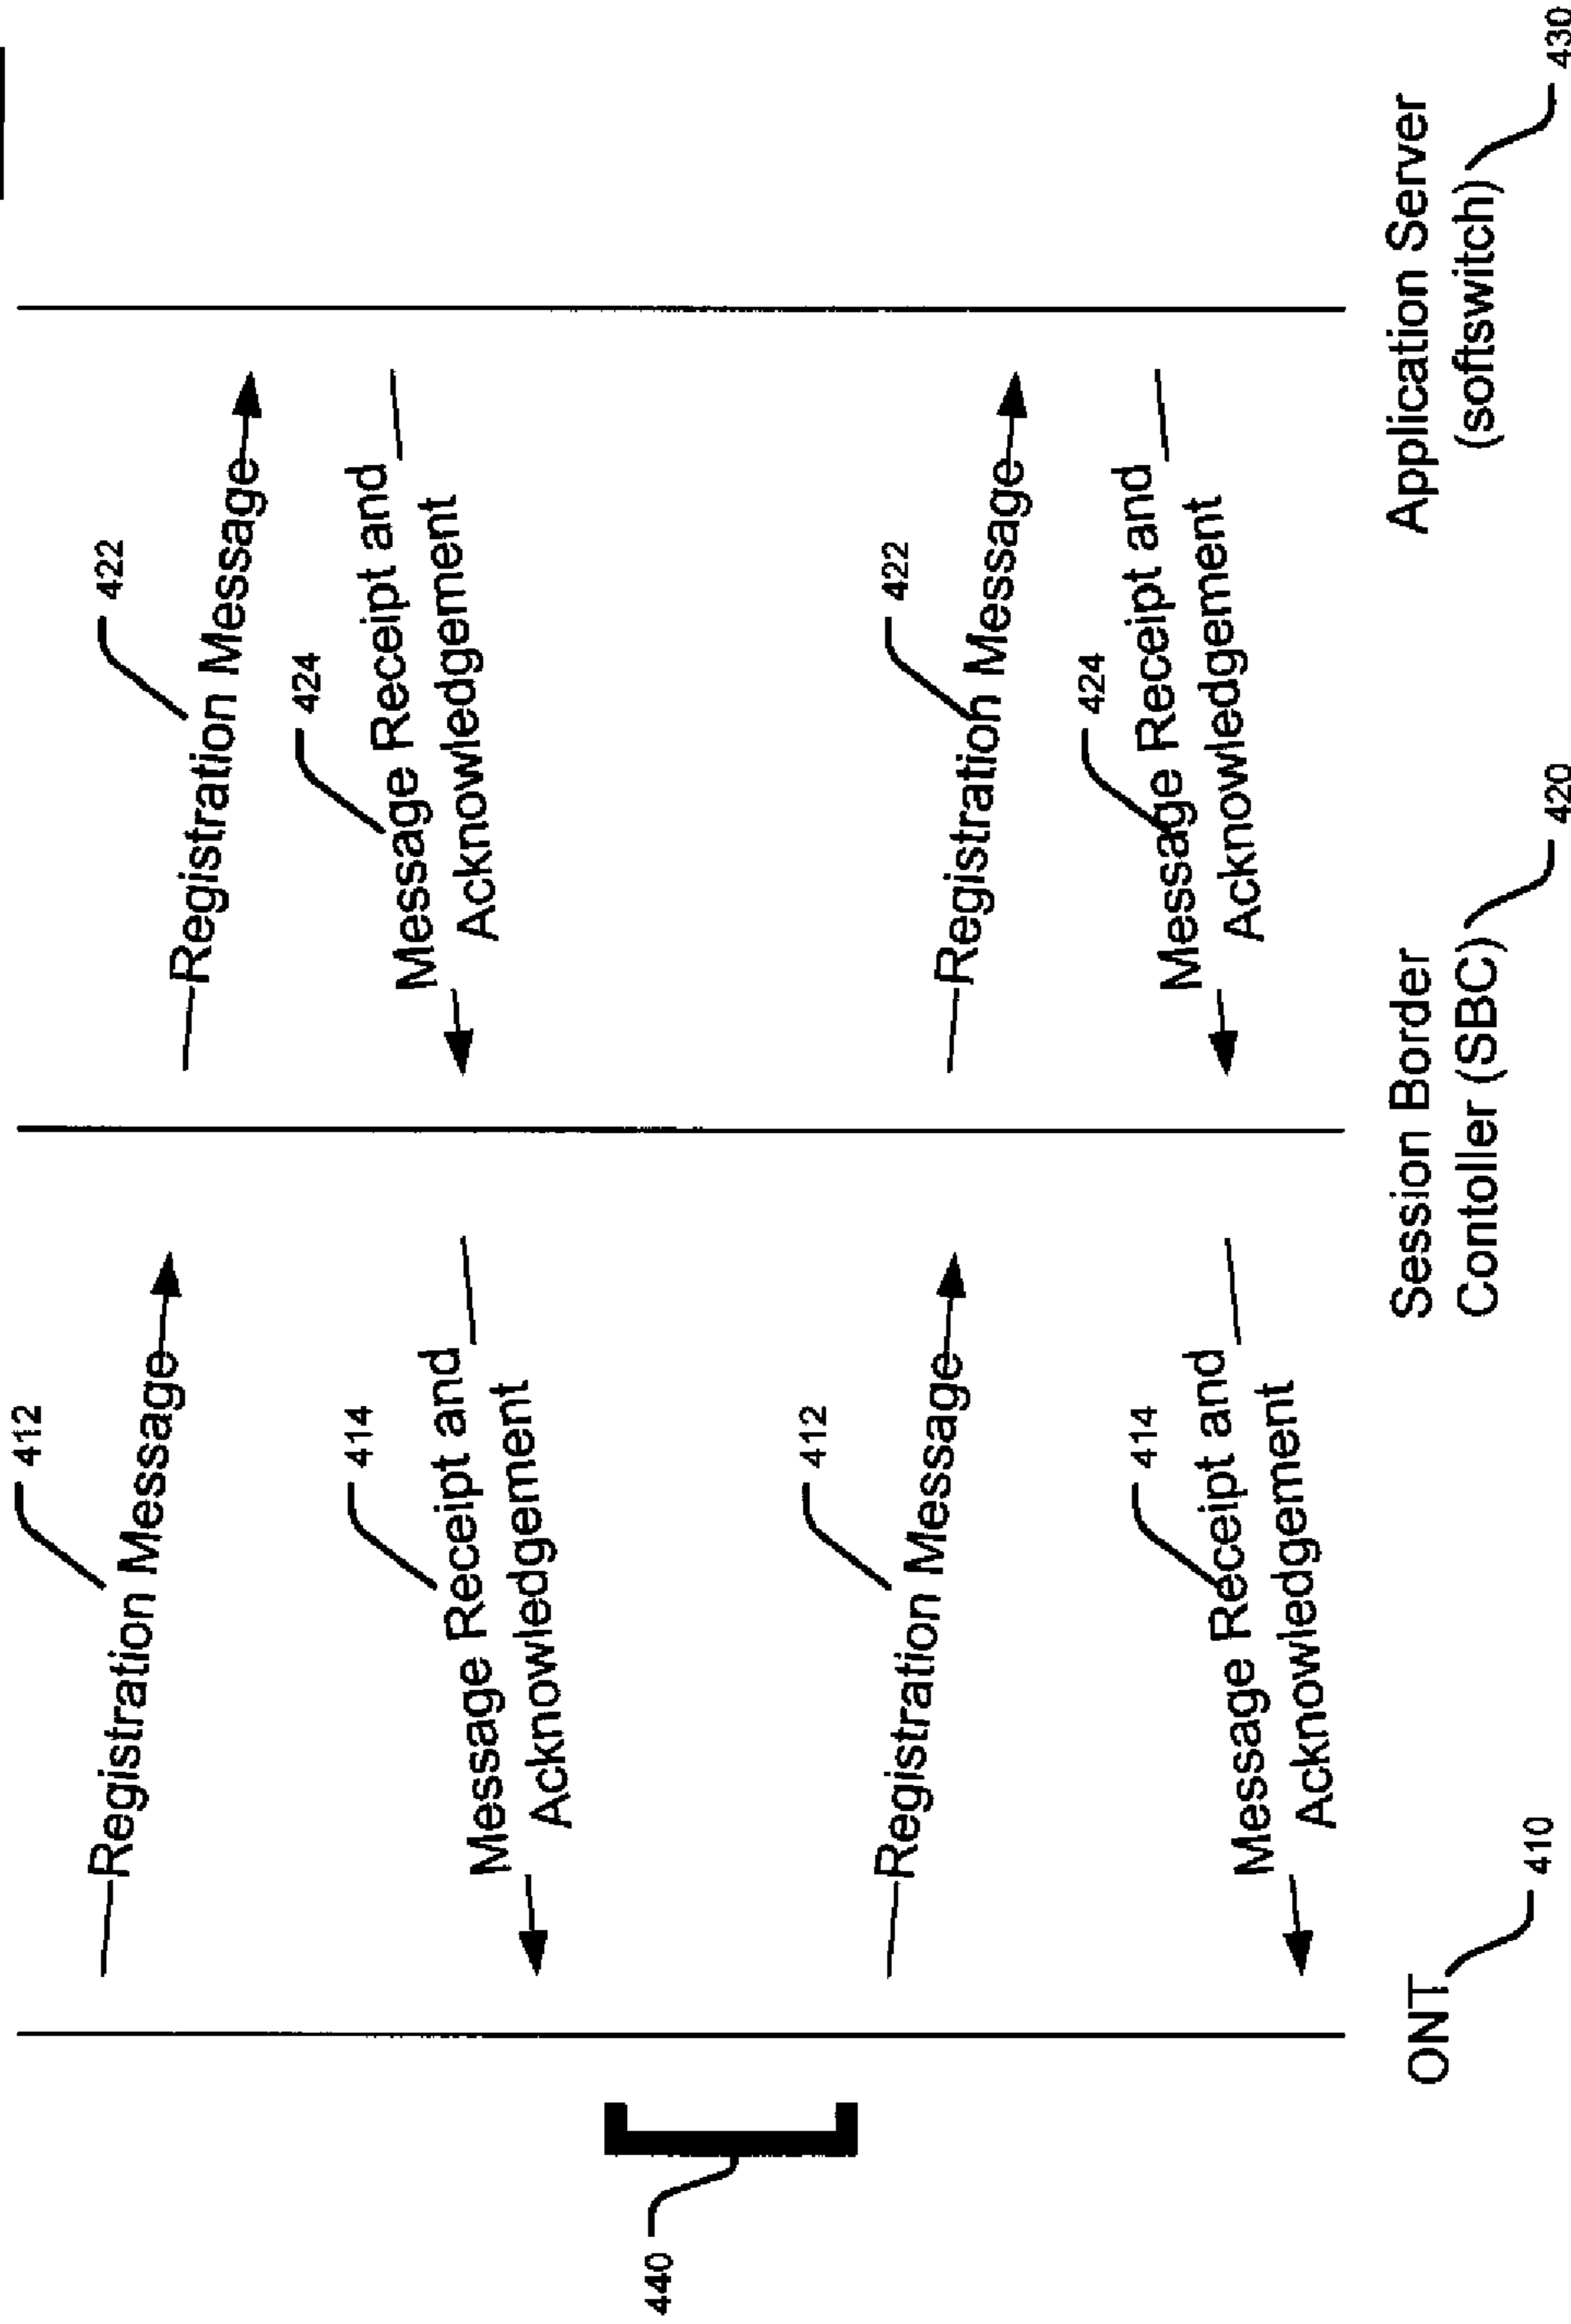 412
Registration Message
422
Registration Message
424
Message Receipt and
Acknowledgement
414
Message Receipt and
Acknowledgement
440
412
Registration Message
422
Registration Message
424
Message Receipt and
Acknowledgement
414
Message Receipt and
Acknowledgement
ONT
410
Session Border
Contoller (SBC)
420
Application Server
(softswitch)
430